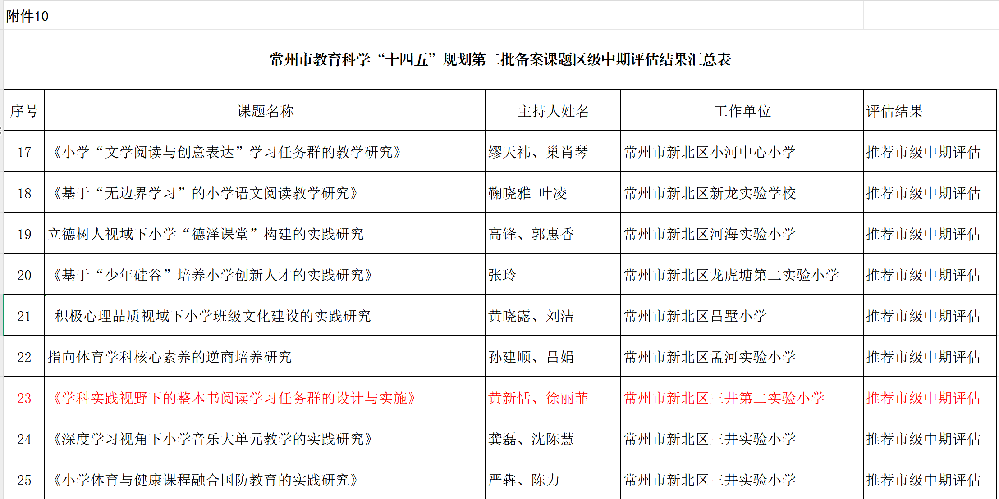 附件10
常州市教育科学“十四五”规划第二批备案课题区级中期评估结果汇总表
序号 课题名称 主持人姓名 工作单位 评估结果
17 《小学“文学阅读与创意表达”学习任务群的教学研究》 缪天祎、巢肖琴 常州市新北区小河中心小学 推荐市级中期评估
18 《基于“无边界学习”的小学语文阅读教学研究》 鞠晓雅 叶凌 常州市新北区新龙实验学校 推荐市级中期评估
19 立德树人视域下小学“德泽课堂”构建的实践研究 高锋、郭惠香 常州市新北区河海实验小学 推荐市级中期评估
20 《基于“少年硅谷”培养小学创新人才的实践研究》 张玲 常州市新北区龙虎塘第二实验小学 推荐市级中期评估
21 积极心理品质视域下小学班级文化建设的实践研究 黄晓露、刘洁 常州市新北区吕墅小学 推荐市级中期评估
22 指向体育学科核心素养的逆商培养研究 孙建顺、吕娟 常州市新北区孟河实验小学 推荐市级中期评估
23 《学科实践视野下的整本书阅读学习任务群的设计与实施》 黄新恬、徐丽菲 常州市新北区三井第二实验小学 推荐市级中期评估
24 《深度学习视角下小学音乐大单元教学的实践研究》 龚磊、沈陈慧 常州市新北区三井实验小学 推荐市级中期评估
25 《小学体育与健康课程融合国防教育的实践研究》 严犇、陈力 常州市新北区三井实验小学 推荐市级中期评估